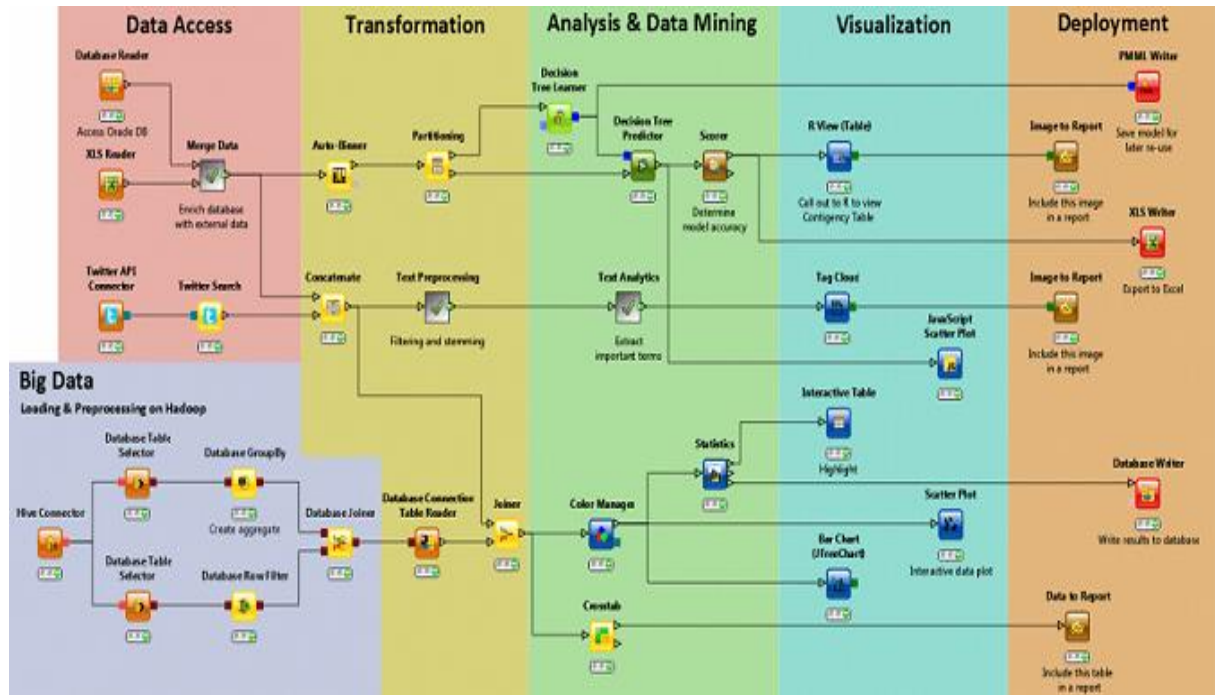 Data Access
Transformation
Analysis & Data Mining
Visualization
Deployment
Database Reader
Access Oracle DB
XLS Reader
Merge Data
Enrich database
with external data
Twitter API
Connector
Twitter Search
Auto-Binner
Partitioning
Concatenate
Text Preprocessing
Filtering and stemming
Decision
Tree Learner
Decision Tree
Predictor
Scorer
Determine
model accuracy
Text Analytics
Extract
important terms
R View (Table)
Call out to R to view
Contigency Table
Tag Cloud
JavaScript
Scatter Plot
PMML Writer
Save model for
later re-use
Image to Report
Include this image
in a report
XLS Writer
Export to Excel
Image to Report
Include this image
in a report
Big Data
Loading & Preprocessing on Hadoop
Hive Connector
Database Table
Selector
Database GroupBy
Create aggregate
Database Table
Selector
Database Row Filter
Database Joiner
Database Connection
Table Reader
Joiner
Color Manager
Statistics
Crosstab
Interactive Table
Highlight
Scatter Plot
Interactive data plot
Bar Chart
(JFreeChart)
Database Writer
Write results to database
Data to Report
Include this table
in a report